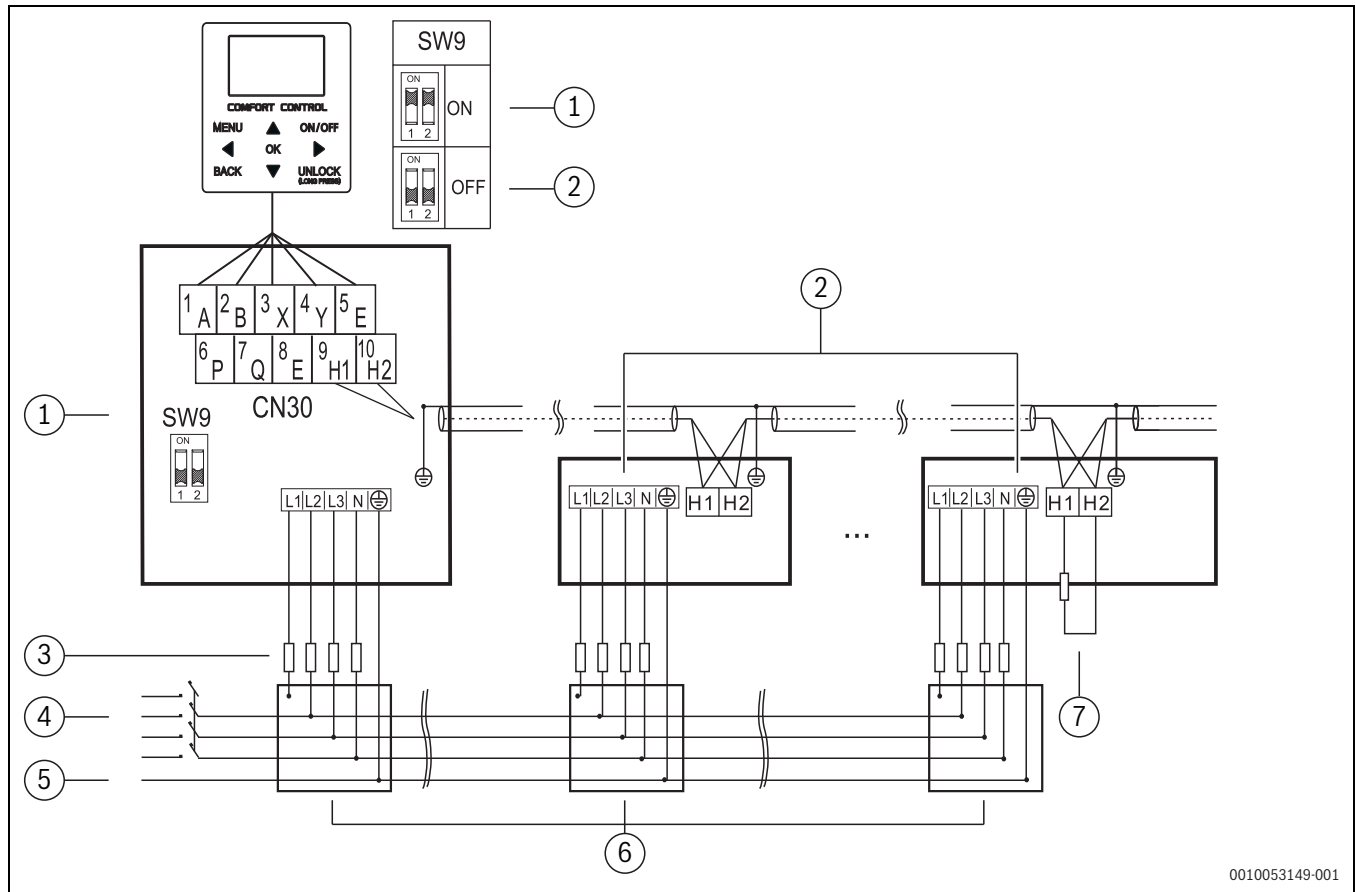 SW9
ON
1 2
ON
1
ON
1 2
OFF
2
COMFORT CONTROL
MENU ON/OFF
OK
BACK UNLOCK
(LONG PRESS)
1 A 2 B 3 X 4 Y 5 E
6 P 7 Q 8 E 9 H1 10 H2
CN30
SW9
ON
1 2
1
2
L1 L2 L3 N
L1 L2 L3 N
H1 H2
...
L1 L2 L3 N
H1 H2
3
4
5
6
7
0010053149-001